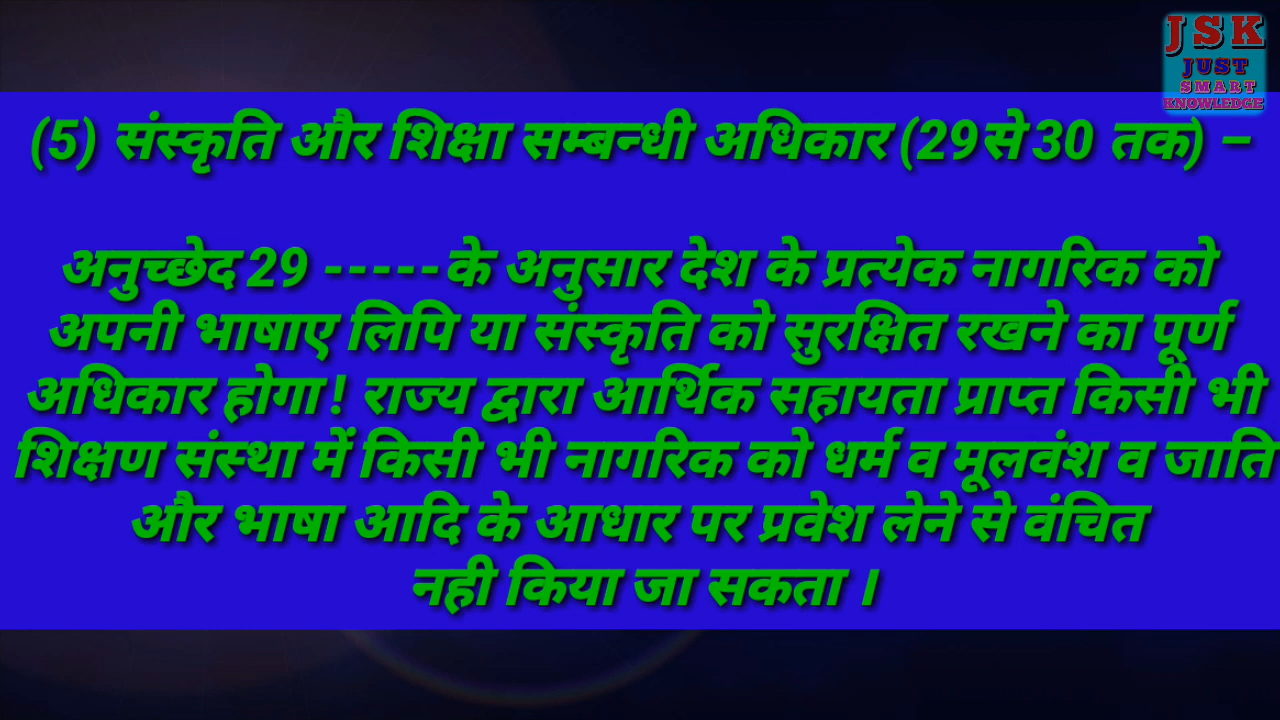 J S K
JUST
SMART
KNOWLEDGE
(5) संस्कृति और शिक्षा सम्बन्धी अधिकार (29 से 30 तक) –
अनुच्छेद 29 -----के अनुसार देश के प्रत्येक नागरिक को
अपनी भाषाए लिपि या संस्कृति को सुरक्षित रखने का पूर्ण
अधिकार होगा ! राज्य द्वारा आर्थिक सहायता प्राप्त किसी भी
शिक्षण संस्था में किसी भी नागरिक को धर्म व मूलवंश व जाति
और भाषा आदि के आधार पर प्रवेश लेने से वंचित
नही किया जा सकता ।